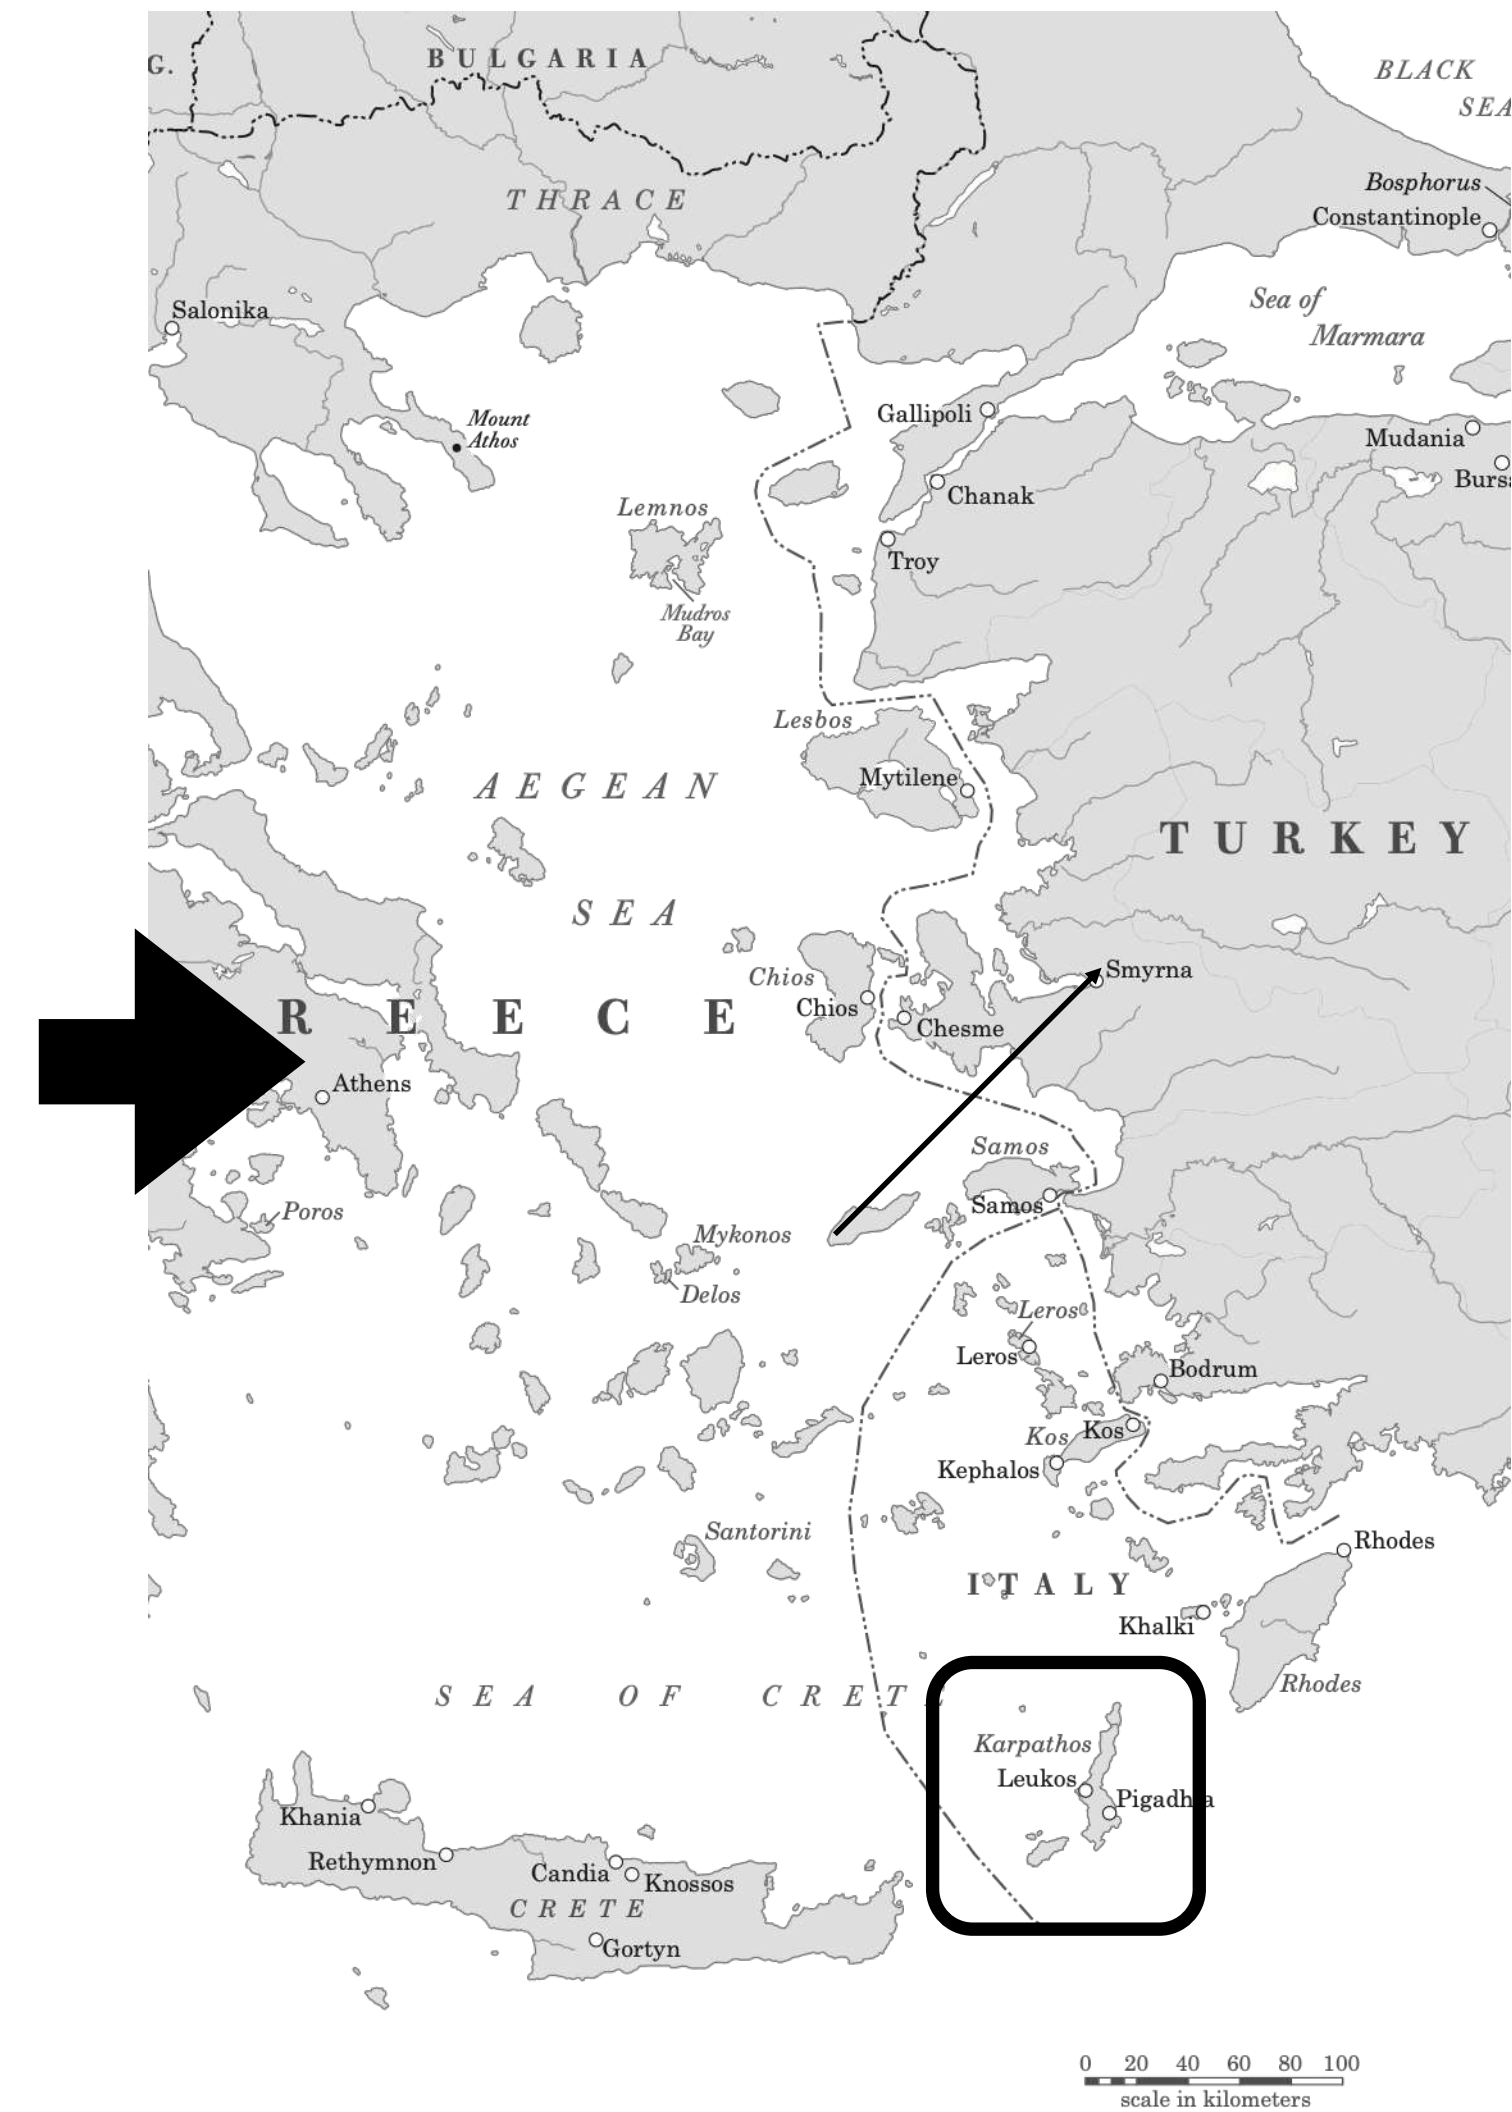 G.
BULGARIA
BLACK
SEA
THRACE
Bosphorus
Constantinople
Salonika
Sea of
Marmara
Mount
Athos
Gallipoli
Mudania
Chanak
Lemnos
Troy
Mudros
Bay
Lesbos
Mytilene
AEGEAN
SEA
TURKEY
Chios
Chios
Chesme
Smyrna
REECE
Athens
Samos
Samos
Poros
Mykonos
Delos
Leros
Leros
Bodrum
Kos
Kos
Kephalos
Santorini
Rhodes
ITALY
Khalki
Rhodes
SEA OF CRETE
Karpathos
Leukos
Pigadhia
Khania
Rethymnon
Candia
Knossos
CRETE
Gortyn
0 20 40 60 80 100
scale in kilometers